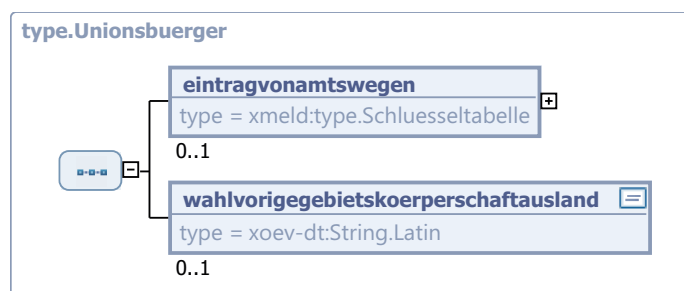 type.Unionsbuerger
eintragvonamtswegen
type = xmeld:type.Schluesseltabelle
0..1
wahlvorigegebietskoerperschaftausland
type = xoev-dt:String.Latin
0..1